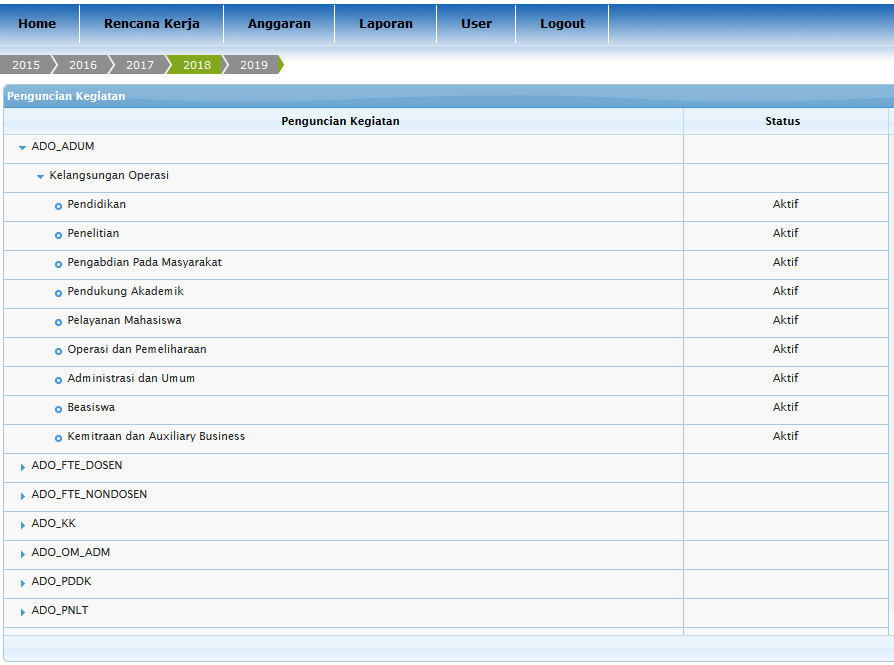 Home Rencana Kerja Anggaran Laporan User Logout
2015 2016 2017 2018 2019
Penguncian Kegiatan
Penguncian Kegiatan Status
ADO_ADUM
Kelangsungan Operasi
Pendidikan Aktif
Penelitian Aktif
Pengabdian Pada Masyarakat Aktif
Pendukung Akademik Aktif
Pelayanan Mahasiswa Aktif
Operasi dan Pemeliharaan Aktif
Administrasi dan Umum Aktif
Beasiswa Aktif
Kemitraan dan Auxiliary Business Aktif
ADO_FTE_DOSEN
ADO_FTE_NONDOSEN
ADO_KK
ADO_OM_ADM
ADO_PDDK
ADO_PNLT